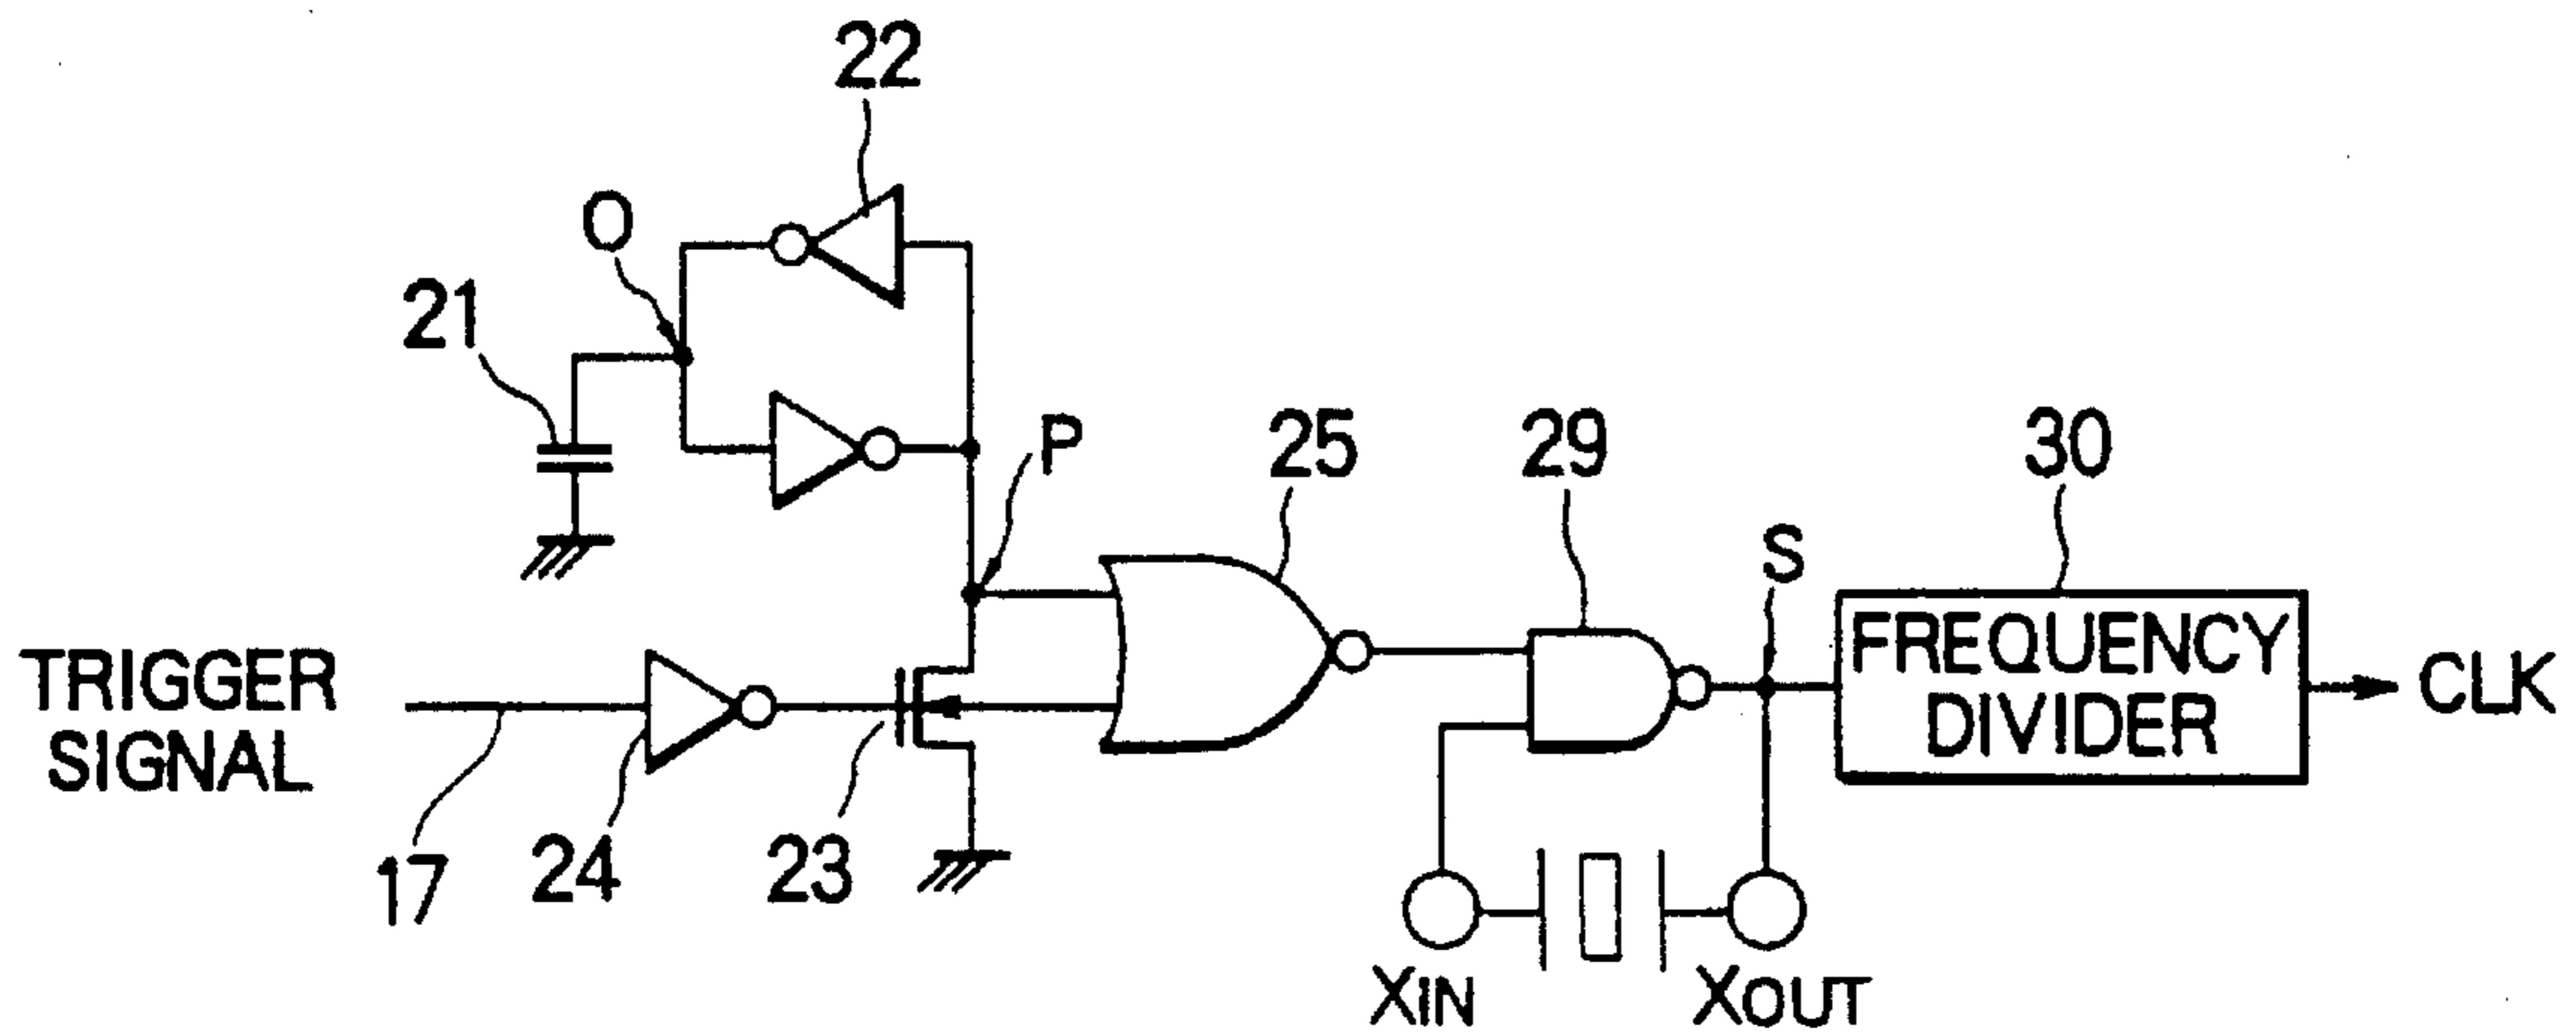 22
O
21
P
25
29
30
S
TRIGGER
SIGNAL
FREQUENCY
DIVIDER
CLK
17
24
23
XIN
XOUT